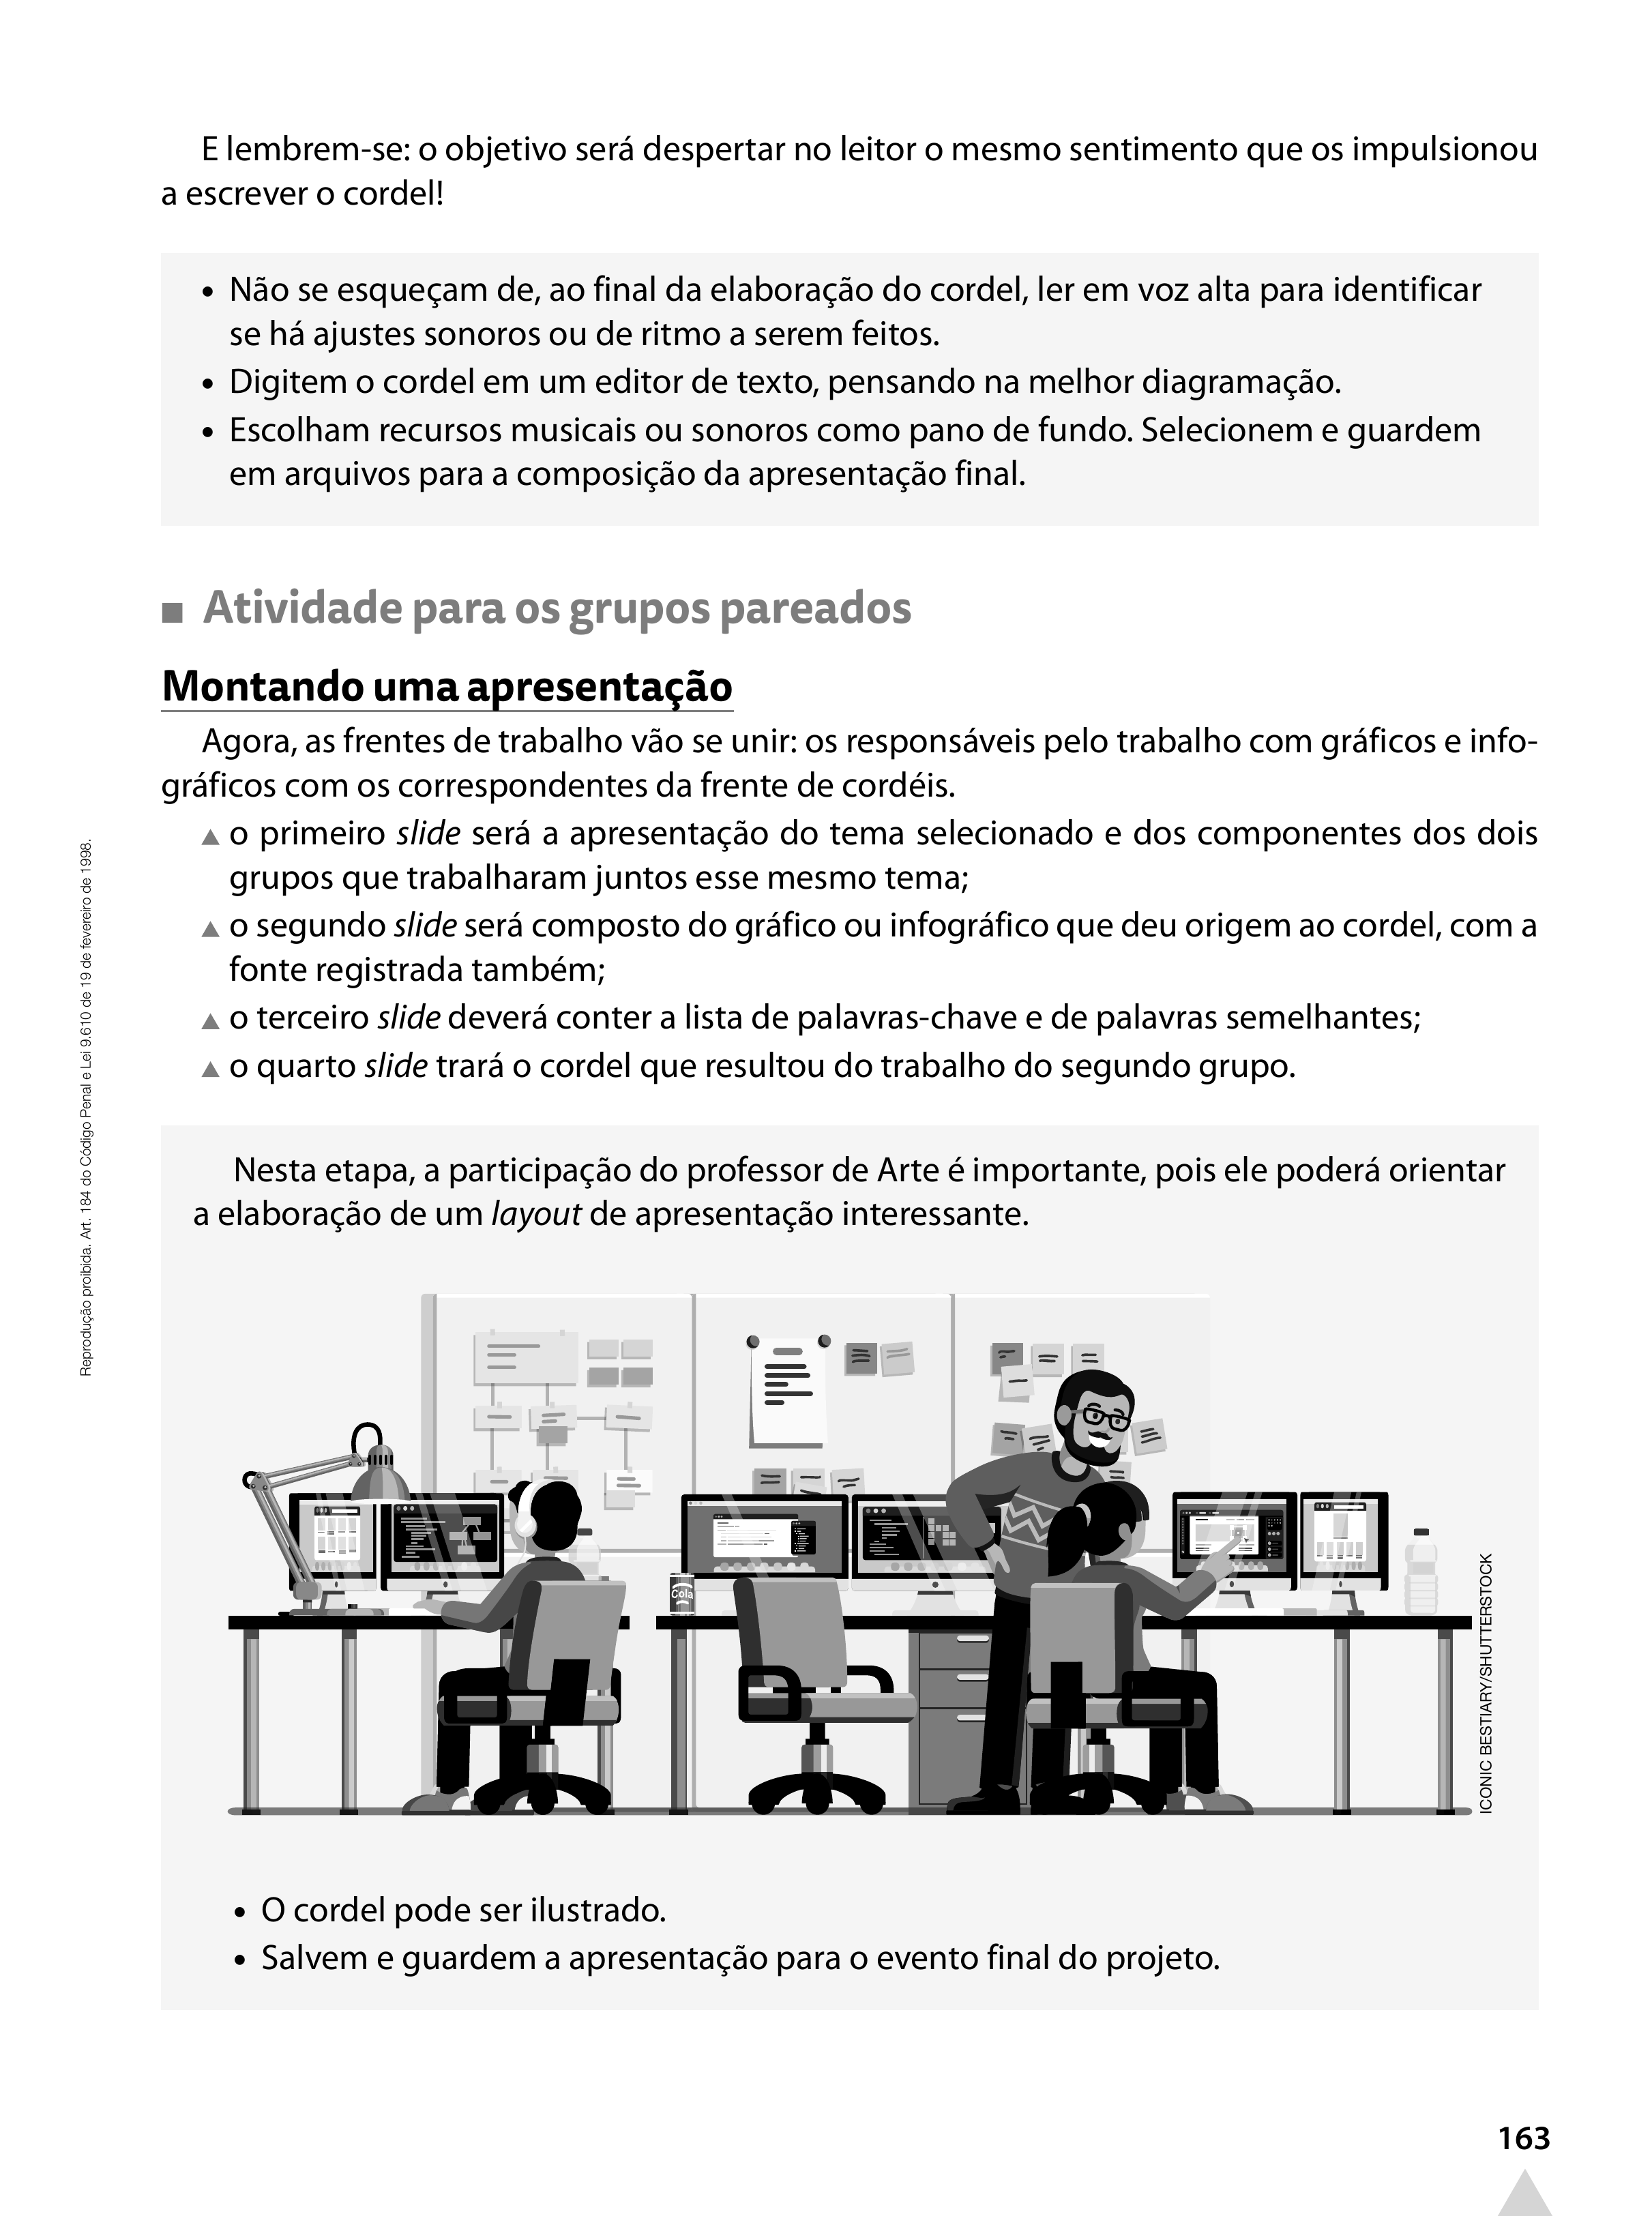 E lembrem-se: o objetivo será despertar no leitor o mesmo sentimento que os impulsionou
a escrever o cordel!
• Não se esqueçam de, ao final da elaboração do cordel, ler em voz alta para identificar
se há ajustes sonoros ou de ritmo a serem feitos.
• Digitem o cordel em um editor de texto, pensando na melhor diagramação.
• Escolham recursos musicais ou sonoros como pano de fundo. Selecionem e guardem
em arquivos para a composição da apresentação final.
■ Atividade para os grupos pareados
Montando uma apresentação
Agora, as frentes de trabalho vão se unir: os responsáveis pelo trabalho com gráficos e info-
gráficos com os correspondentes da frente de cordéis.
▲ o primeiro slide será a apresentação do tema selecionado e dos componentes dos dois
grupos que trabalharam juntos esse mesmo tema;
▲ o segundo slide será composto do gráfico ou infográfico que deu origem ao cordel, com a
fonte registrada também;
▲ o terceiro slide deverá conter a lista de palavras-chave e de palavras semelhantes;
▲ o quarto slide trará o cordel que resultou do trabalho do segundo grupo.
Reprodução proibida. Art. 184 do Código Penal e Lei 9.610 de 19 de fevereiro de 1998.
Nesta etapa, a participação do professor de Arte é importante, pois ele poderá orientar
a elaboração de um layout de apresentação interessante.
Cola
ICONIC BESTIARY/SHUTTERSTOCK
• O cordel pode ser ilustrado.
• Salvem e guardem a apresentação para o evento final do projeto.
163